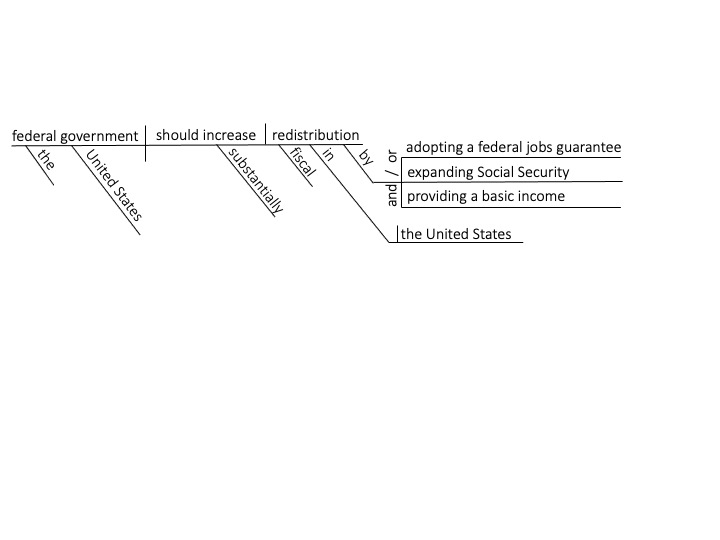 federal government should increase redistribution
the
United States
substantially
fiscal
in
by
and / or
adopting a federal jobs guarantee
expanding Social Security
providing a basic income
the United States